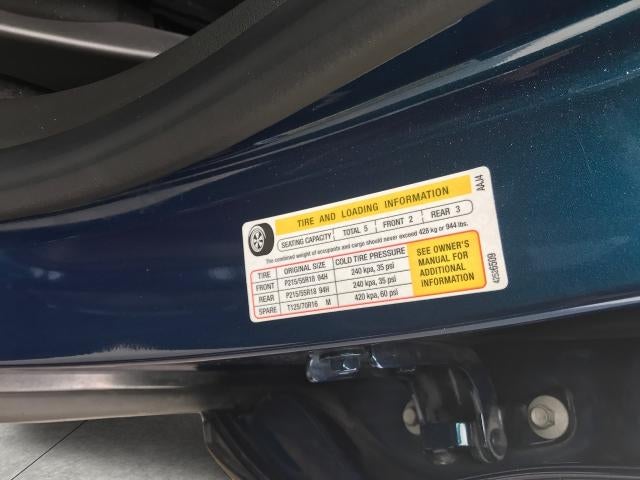 TIRE AND LOADING INFORMATION
SEATING CAPACITY TOTAL 5 FRONT 2 REAR 3
The combined weight of occupants and cargo should never exceed 428 kg or 944 lbs.
TIRE ORIGINAL SIZE COLD TIRE PRESSURE
FRONT P215/55R18 94H 240 kpa, 35 psi
REAR P215/55R18 94H 240 kpa, 35 psi
SPARE T125/70R16 M 420 kpa, 60 psi
SEE OWNER'S
MANUAL FOR
ADDITIONAL
INFORMATION
AAJ4
42526509